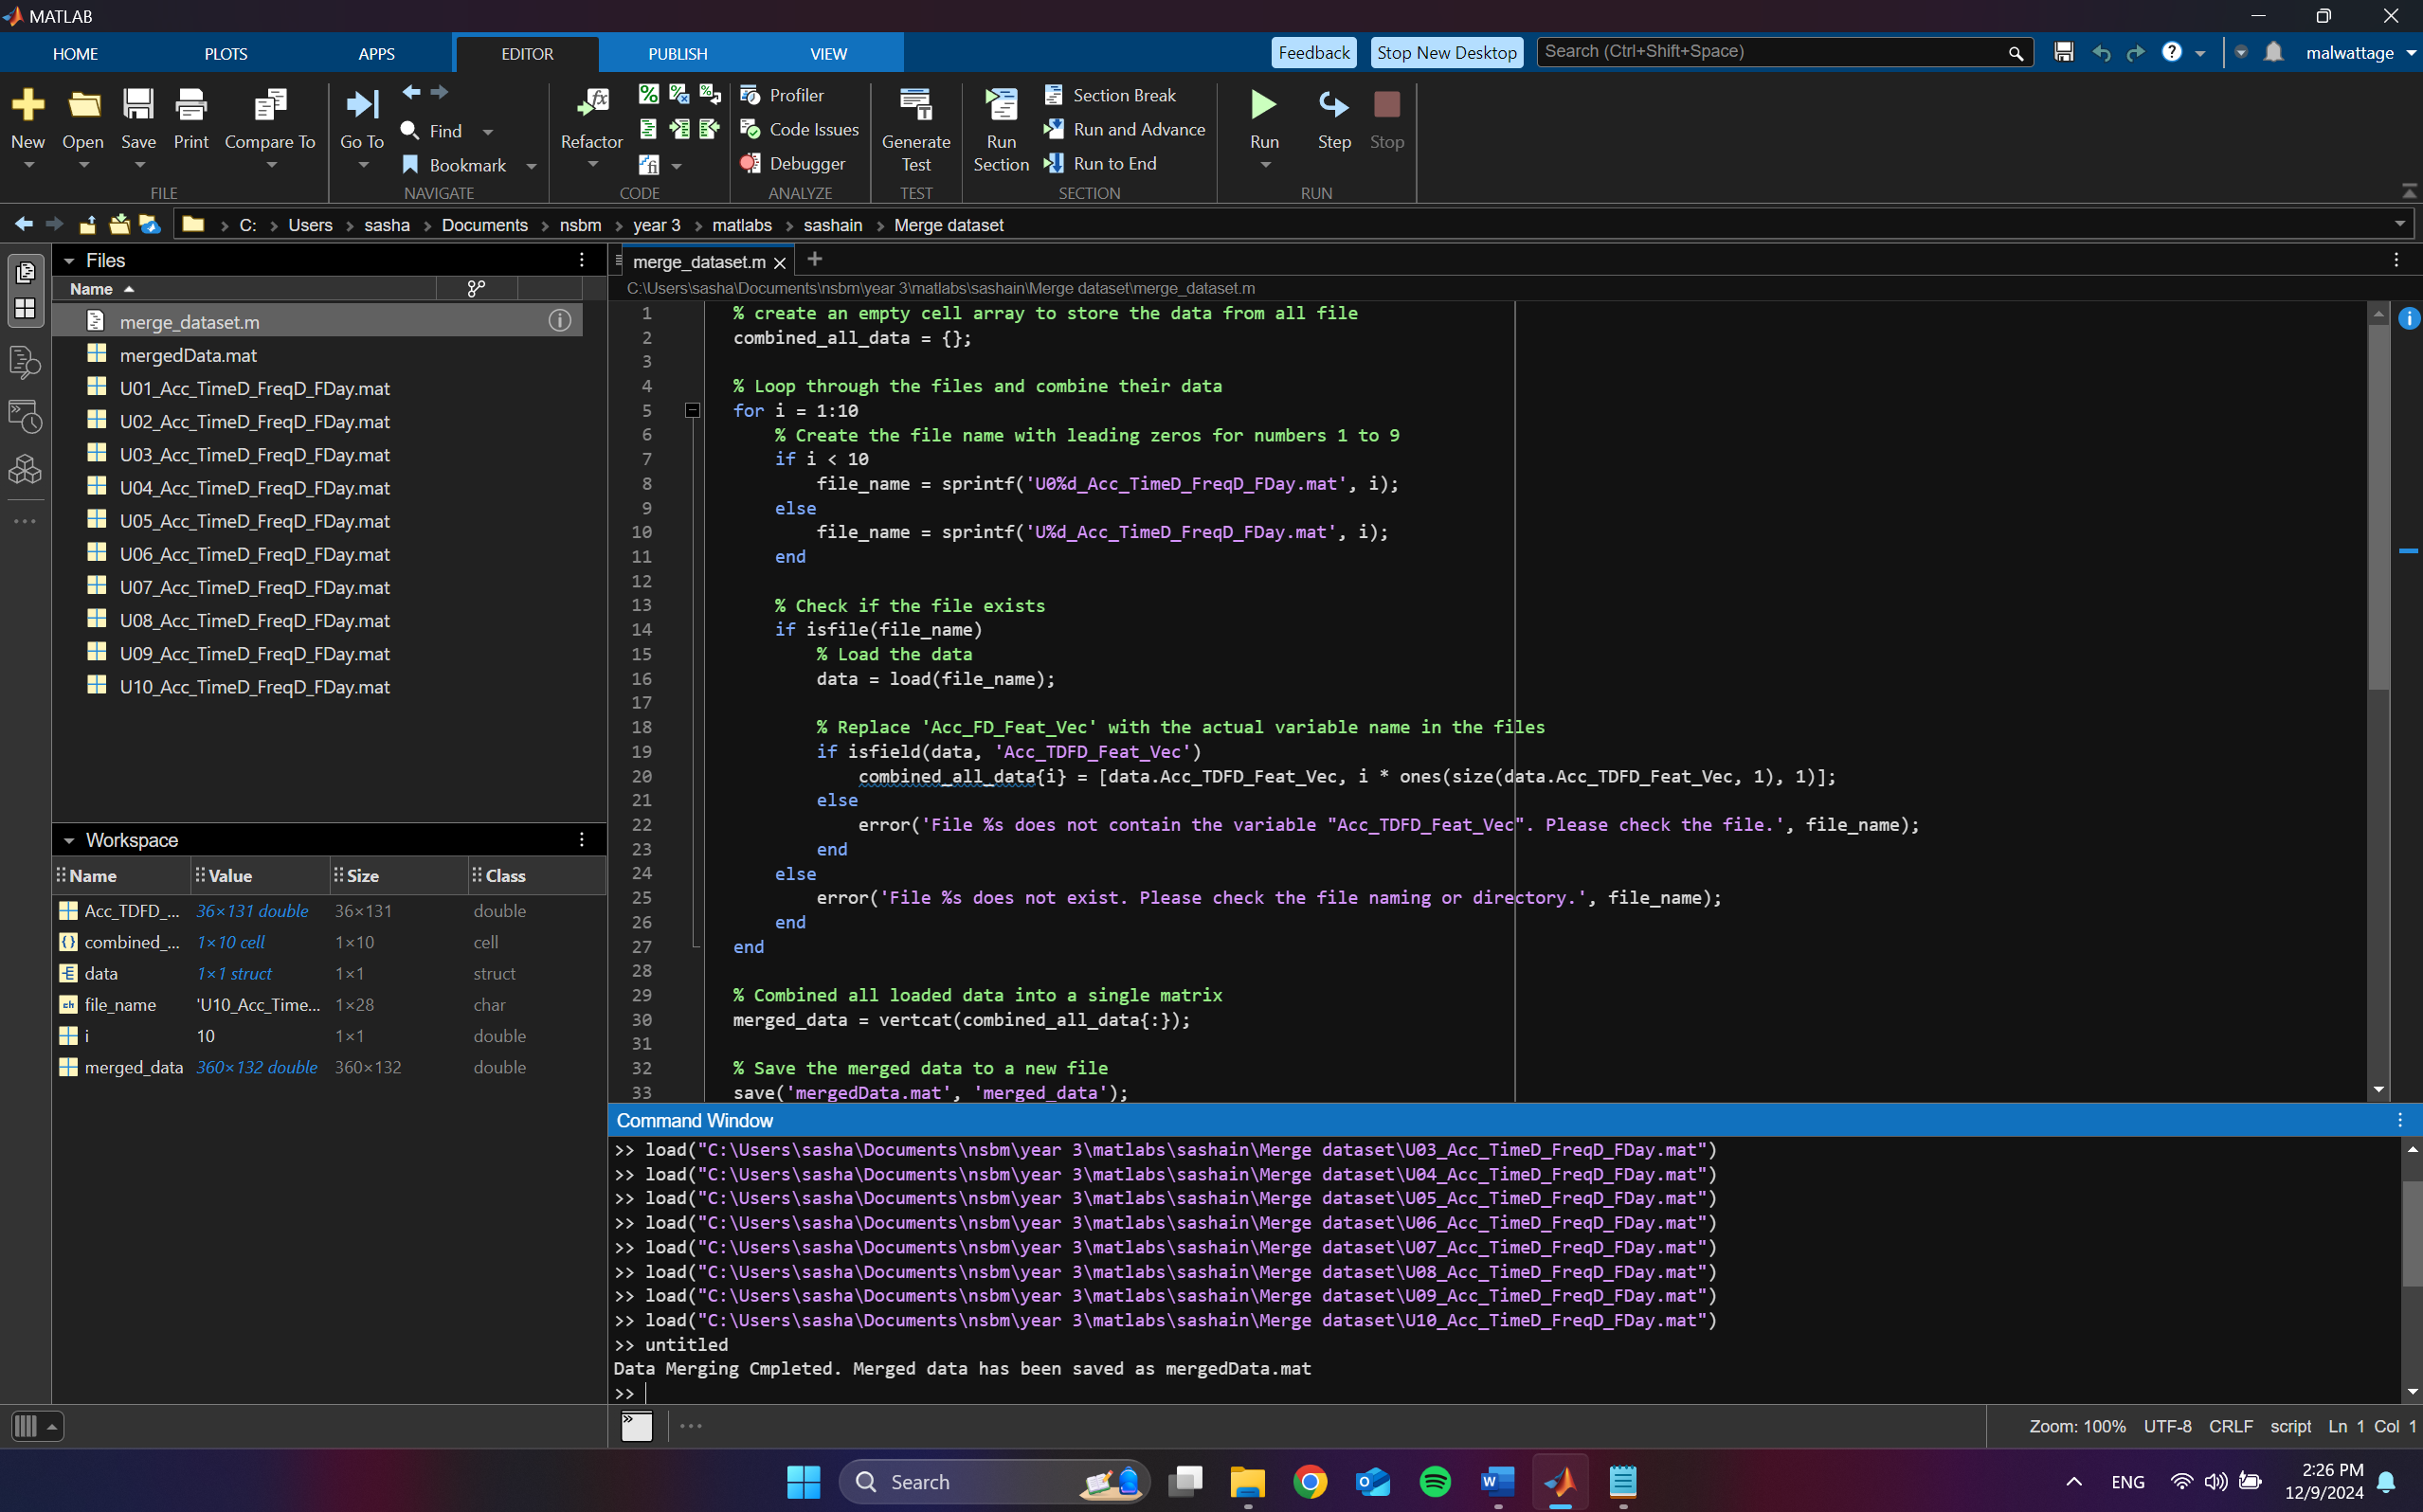 MATLAB
HOME PLOTS APPS EDITOR PUBLISH VIEW Feedback Stop New Desktop Search (Ctrl+Shift+Space) malwattage
New Open Save Print Compare To Go To Find Bookmark Refactor Profiler Code Issues Debugger Generate Test Run Section Section Break Run and Advance Run to End Run Step Stop
FILE NAVIGATE CODE ANALYZE TEST SECTION RUN
C: Users sasha Documents nsbm year 3 matlabs sashain Merge dataset
Files
Name
merge_dataset.m
mergedData.mat
U01_Acc_TimeD_FreqD_FDay.mat
U02_Acc_TimeD_FreqD_FDay.mat
U03_Acc_TimeD_FreqD_FDay.mat
U04_Acc_TimeD_FreqD_FDay.mat
U05_Acc_TimeD_FreqD_FDay.mat
U06_Acc_TimeD_FreqD_FDay.mat
U07_Acc_TimeD_FreqD_FDay.mat
U08_Acc_TimeD_FreqD_FDay.mat
U09_Acc_TimeD_FreqD_FDay.mat
U10_Acc_TimeD_FreqD_FDay.mat
Workspace
Name Value Size Class
Acc_TDFD_... 36×131 double 36×131 double
combined_... 1×10 cell 1×10 cell
data 1×1 struct 1×1 struct
file_name 'U10_Acc_Time... 1×28 char
i 10 1×1 double
merged_data 360×132 double 360×132 double
merge_dataset.m
C:\Users\sasha\Documents\nsbm\year 3\matlabs\sashain\Merge dataset\merge_dataset.m
1 % create an empty cell array to store the data from all file
2 combined_all_data = {};
3
4 % Loop through the files and combine their data
5 for i = 1:10
6 % Create the file name with leading zeros for numbers 1 to 9
7 if i < 10
8 file_name = sprintf('U0%d_Acc_TimeD_FreqD_FDay.mat', i);
9 else
10 file_name = sprintf('U%d_Acc_TimeD_FreqD_FDay.mat', i);
11 end
12
13 % Check if the file exists
14 if isfile(file_name)
15 % Load the data
16 data = load(file_name);
17
18 % Replace 'Acc_FD_Feat_Vec' with the actual variable name in the files
19 if isfield(data, 'Acc_TDFD_Feat_Vec')
20 combined_all_data{i} = [data.Acc_TDFD_Feat_Vec, i * ones(size(data.Acc_TDFD_Feat_Vec, 1), 1)];
21 else
22 error('File %s does not contain the variable "Acc_TDFD_Feat_Vec". Please check the file.', file_name);
23 end
24 else
25 error('File %s does not exist. Please check the file naming or directory.', file_name);
26 end
27 end
28
29 % Combined all loaded data into a single matrix
30 merged_data = vertcat(combined_all_data{:});
31
32 % Save the merged data to a new file
33 save('mergedData.mat', 'merged_data');
Command Window
>> load("C:\Users\sasha\Documents\nsbm\year 3\matlabs\sashain\Merge dataset\U03_Acc_TimeD_FreqD_FDay.mat")
>> load("C:\Users\sasha\Documents\nsbm\year 3\matlabs\sashain\Merge dataset\U04_Acc_TimeD_FreqD_FDay.mat")
>> load("C:\Users\sasha\Documents\nsbm\year 3\matlabs\sashain\Merge dataset\U05_Acc_TimeD_FreqD_FDay.mat")
>> load("C:\Users\sasha\Documents\nsbm\year 3\matlabs\sashain\Merge dataset\U06_Acc_TimeD_FreqD_FDay.mat")
>> load("C:\Users\sasha\Documents\nsbm\year 3\matlabs\sashain\Merge dataset\U07_Acc_TimeD_FreqD_FDay.mat")
>> load("C:\Users\sasha\Documents\nsbm\year 3\matlabs\sashain\Merge dataset\U08_Acc_TimeD_FreqD_FDay.mat")
>> load("C:\Users\sasha\Documents\nsbm\year 3\matlabs\sashain\Merge dataset\U09_Acc_TimeD_FreqD_FDay.mat")
>> load("C:\Users\sasha\Documents\nsbm\year 3\matlabs\sashain\Merge dataset\U10_Acc_TimeD_FreqD_FDay.mat")
>> untitled
Data Merging Cmpleted. Merged data has been saved as mergedData.mat
>>
Zoom: 100% UTF-8 CRLF script Ln 1 Col 1
Search ENG 2:26 PM
12/9/2024